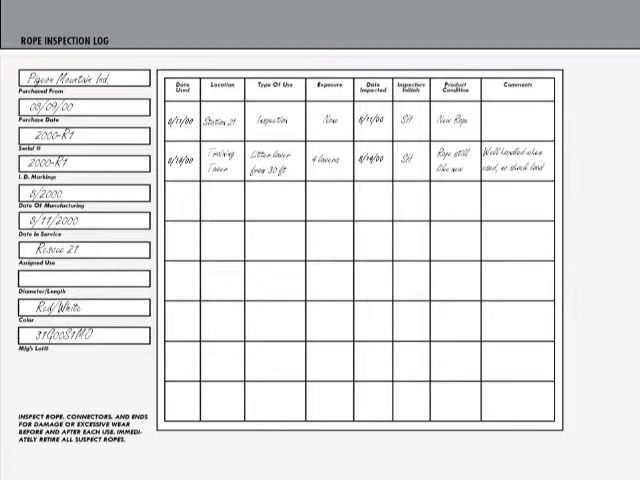 ROPE INSPECTION LOG
Pigeon Mountain Ind.
Purchased From
08/09/00
Purchase Date
2000-R1
Serial #
2000-R1
I.D. Markings
8/2000
Date Of Manufacturing
8/11/2000
Date In Service
Rescue 21
Assigned Use
Diameter/Length
Red/White
Color
31G00S1MO
Mfg's Lot#
INSPECT ROPE, CONNECTORS, AND ENDS
FOR DAMAGE OR EXCESSIVE WEAR
BEFORE AND AFTER EACH USE. IMMEDI-
ATELY RETIRE ALL SUSPECT ROPES.
Date Used Location Type Of Use Exposure Date Inspected Inspectors Initials Product Condition Comments
8/11/00 Station 21 Inspection None 8/11/00 SH New Rope
8/14/00 Training Tower Litter lower from 30 ft 4 lowers 8/14/00 SH Rope still like new Well handled when used, no shock load